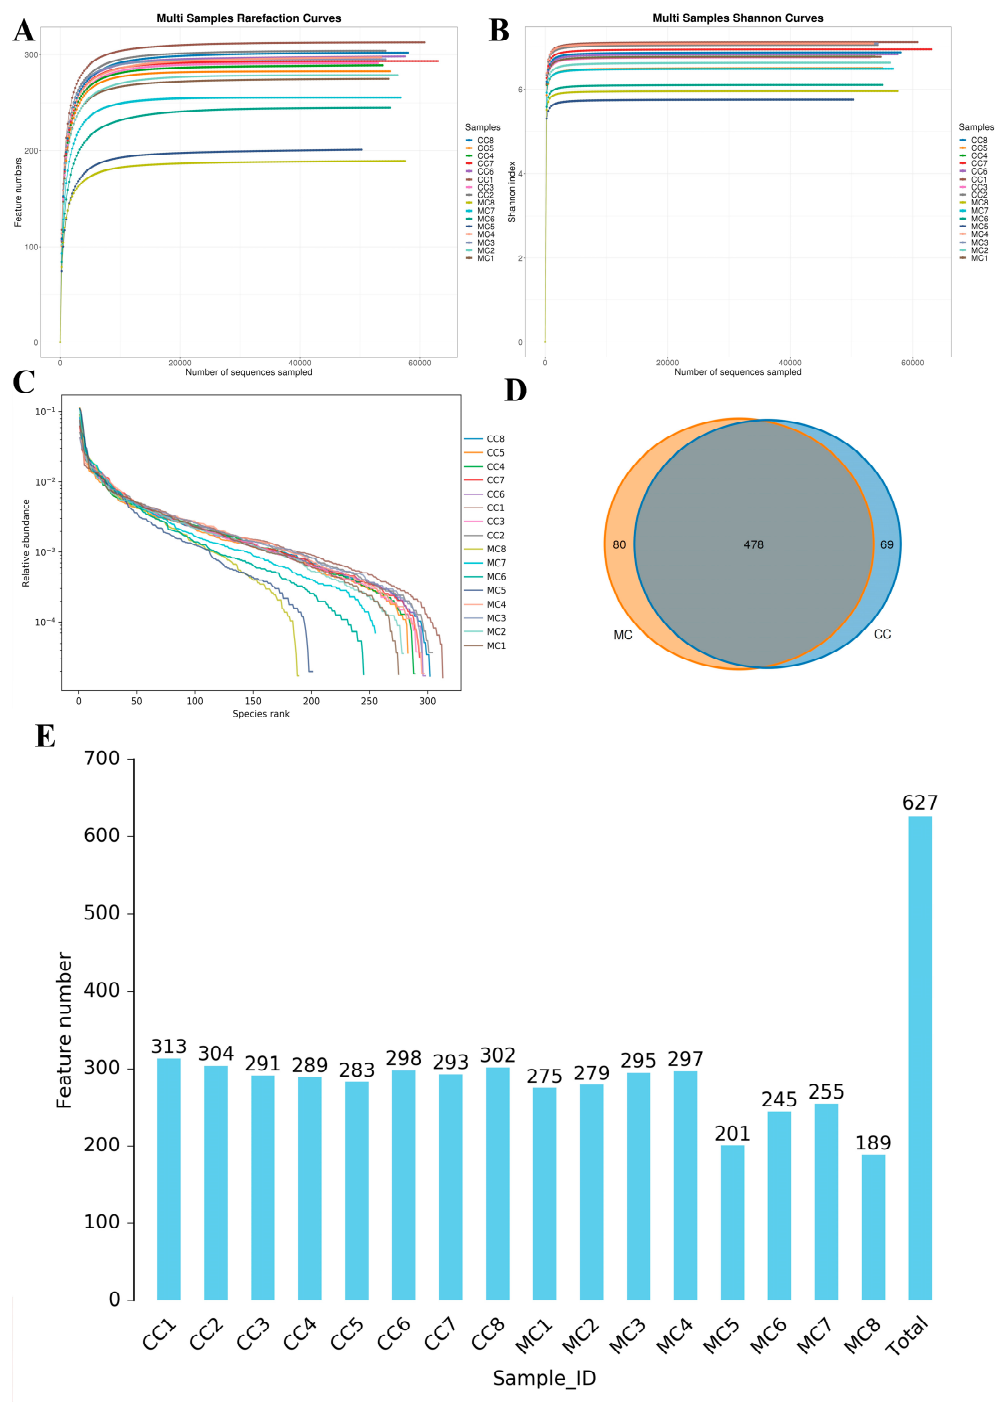 A
Multi Samples Rarefaction Curves
Feature numbers
300
200
100
0
0
20000
40000
60000
Number of sequences sampled
Samples
CC8
CC5
CC4
CC7
CC6
CC1
CC3
CC2
MC8
MC7
MC6
MC5
MC4
MC3
MC2
MC1
B
Multi Samples Shannon Curves
Shannon index
6
4
2
0
0
20000
40000
60000
Number of sequences sampled
Samples
CC8
CC5
CC4
CC7
CC6
CC1
CC3
CC2
MC8
MC7
MC6
MC5
MC4
MC3
MC2
MC1
C
Relative abundance
10⁻¹
10⁻²
10⁻³
10⁻⁴
0
50
100
150
200
250
300
Species rank
CC8
CC5
CC4
CC7
CC6
CC1
CC3
CC2
MC8
MC7
MC6
MC5
MC4
MC3
MC2
MC1
D
80
478
69
MC
CC
E
Feature number
700
600
500
400
300
200
100
0
313
304
291
289
283
298
293
302
275
279
295
297
201
245
255
189
627
CC1
CC2
CC3
CC4
CC5
CC6
CC7
CC8
MC1
MC2
MC3
MC4
MC5
MC6
MC7
MC8
Total
Sample_ID